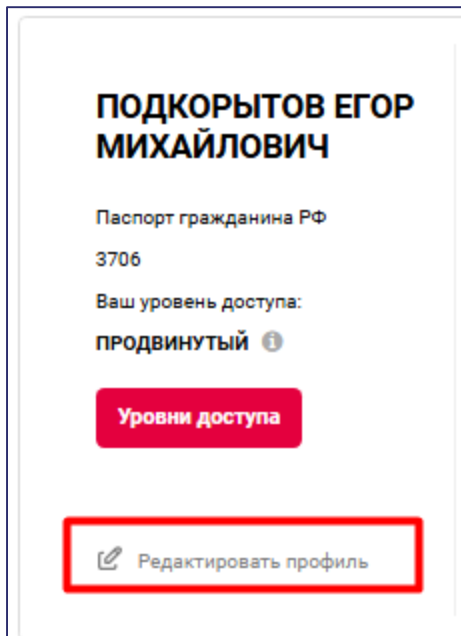 ПОДКОРЫТОВ ЕГОР
МИХАЙЛОВИЧ
Паспорт гражданина РФ
3706
Ваш уровень доступа:
ПРОДВИНУТЫЙ
Уровни доступа
Редактировать профиль